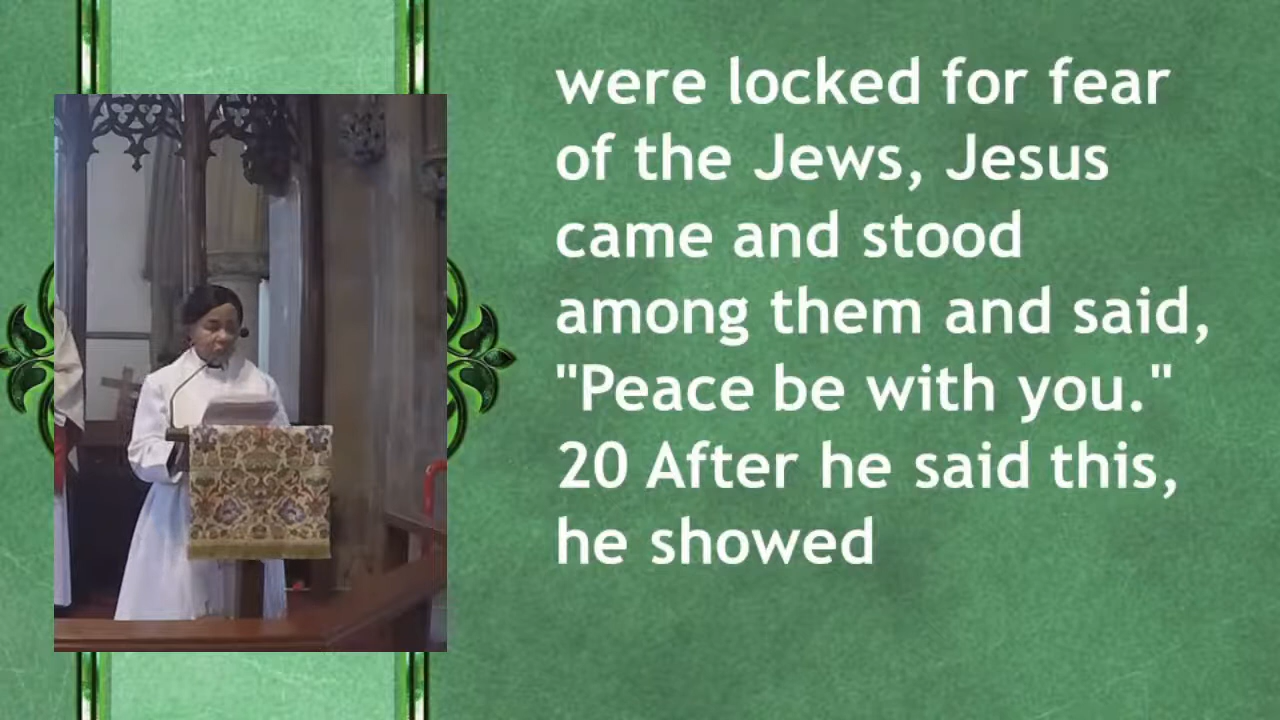 were locked for fear
of the Jews, Jesus
came and stood
among them and said,
"Peace be with you."
20 After he said this,
he showed